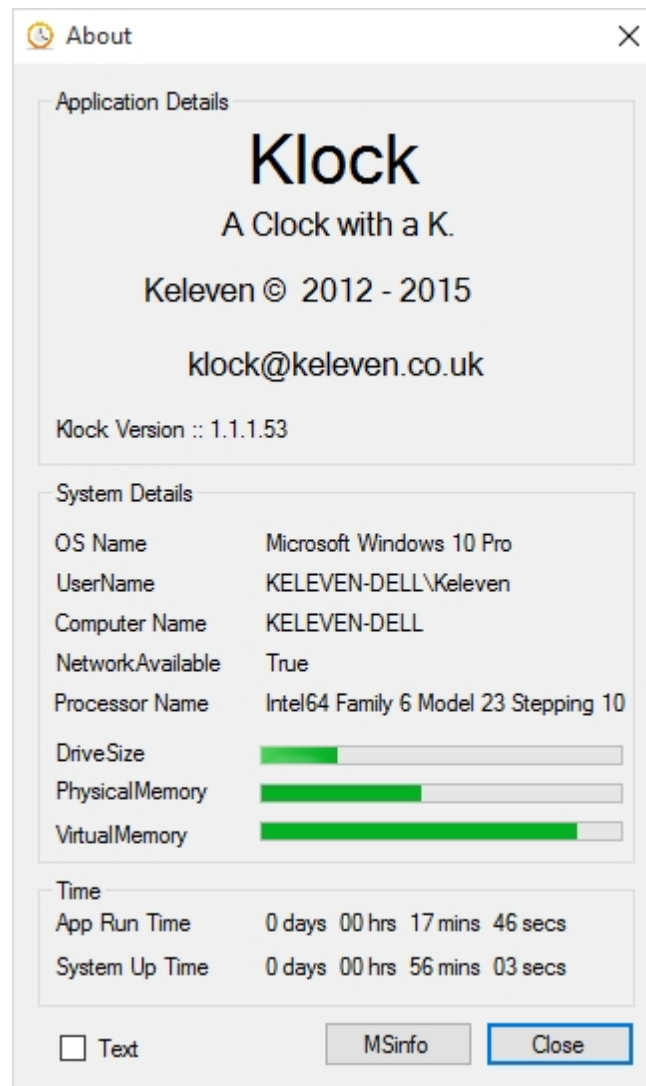 About
Application Details
Klock
A Clock with a K.
Keleven © 2012 - 2015
klock@keleven.co.uk
Klock Version :: 1.1.1.53
System Details
OS Name Microsoft Windows 10 Pro
UserName KELEVEN-DELL\Keleven
Computer Name KELEVEN-DELL
NetworkAvailable True
Processor Name Intel64 Family 6 Model 23 Stepping 10
DriveSize
PhysicalMemory
VirtualMemory
Time
App Run Time 0 days 00 hrs 17 mins 46 secs
System Up Time 0 days 00 hrs 56 mins 03 secs
Text MSinfo Close